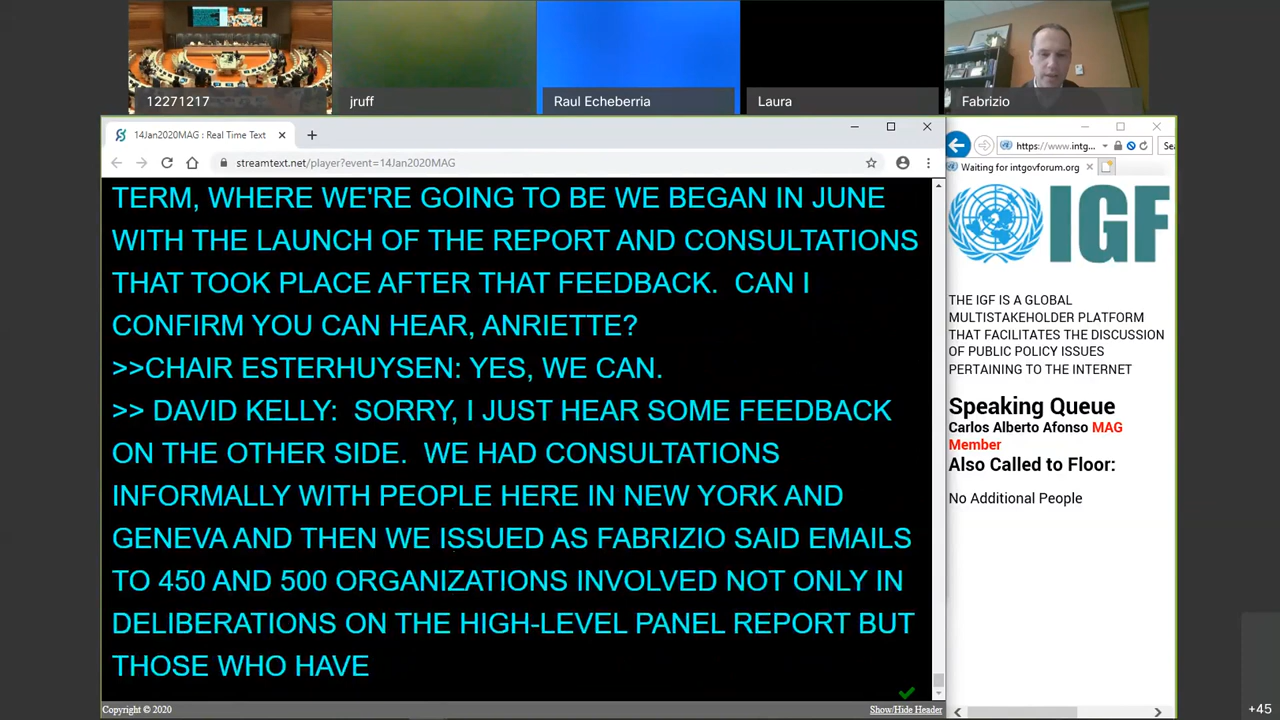 12271217
jruff
Raul Echeberria
Laura
Fabrizio
14Jan2020MAG : Real Time Text
streamtext.net/player?event=14Jan2020MAG
TERM, WHERE WE'RE GOING TO BE WE BEGAN IN JUNE
WITH THE LAUNCH OF THE REPORT AND CONSULTATIONS
THAT TOOK PLACE AFTER THAT FEEDBACK.  CAN I
CONFIRM YOU CAN HEAR, ANRIETTE?
>>CHAIR ESTERHUYSEN: YES, WE CAN.
>> DAVID KELLY:  SORRY, I JUST HEAR SOME FEEDBACK
ON THE OTHER SIDE.  WE HAD CONSULTATIONS
INFORMALLY WITH PEOPLE HERE IN NEW YORK AND
GENEVA AND THEN WE ISSUED AS FABRIZIO SAID EMAILS
TO 450 AND 500 ORGANIZATIONS INVOLVED NOT ONLY IN
DELIBERATIONS ON THE HIGH-LEVEL PANEL REPORT BUT
THOSE WHO HAVE
Copyright © 2020
Show/Hide Header
https://www.intg...
Sea
Waiting for intgovforum.org
IGF
THE IGF IS A GLOBAL
MULTISTAKEHOLDER PLATFORM
THAT FACILITATES THE DISCUSSION
OF PUBLIC POLICY ISSUES
PERTAINING TO THE INTERNET
Speaking Queue
Carlos Alberto Afonso MAG
Member
Also Called to Floor:
No Additional People
+45